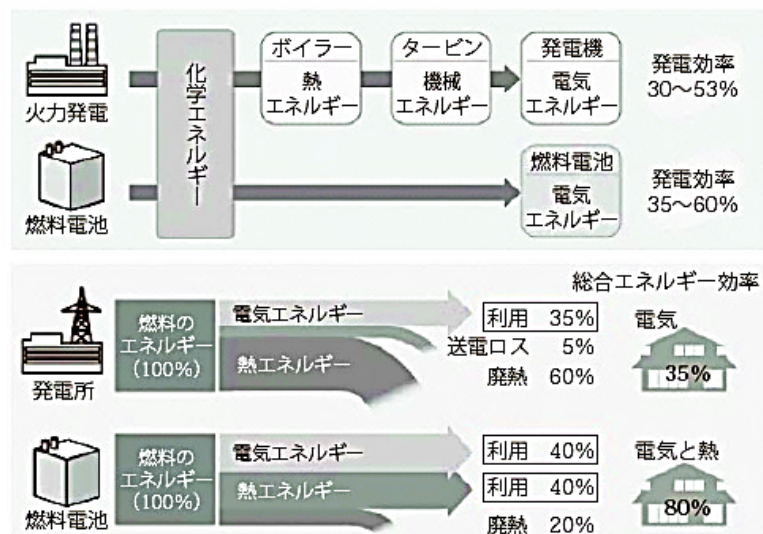 火力発電
化学エネルギー
ボイラー
熱
エネルギー
タービン
機械
エネルギー
発電機
電気
エネルギー
発電効率
30〜53%
燃料電池
燃料電池
電気
エネルギー
発電効率
35〜60%
総合エネルギー効率
発電所
燃料の
エネルギー
(100%)
電気エネルギー
熱エネルギー
利用 35%
送電ロス 5%
廃熱 60%
電気
35%
燃料電池
燃料の
エネルギー
(100%)
電気エネルギー
熱エネルギー
利用 40%
利用 40%
廃熱 20%
電気と熱
80%